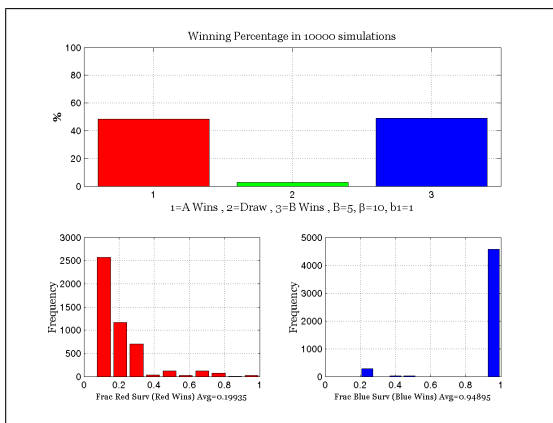 Winning Percentage in 10000 simulations
100
80
60
40
20
0
%
1 2 3
1=A Wins , 2=Draw , 3=B Wins , B=5, β=10, b1=1
3000
2500
2000
1500
1000
500
0
Frequency
0 0.2 0.4 0.6 0.8 1
Frac Red Surv (Red Wins) Avg=0.19935
5000
4000
3000
2000
1000
0
Frequency
0 0.2 0.4 0.6 0.8 1
Frac Blue Surv (Blue Wins) Avg=0.94895